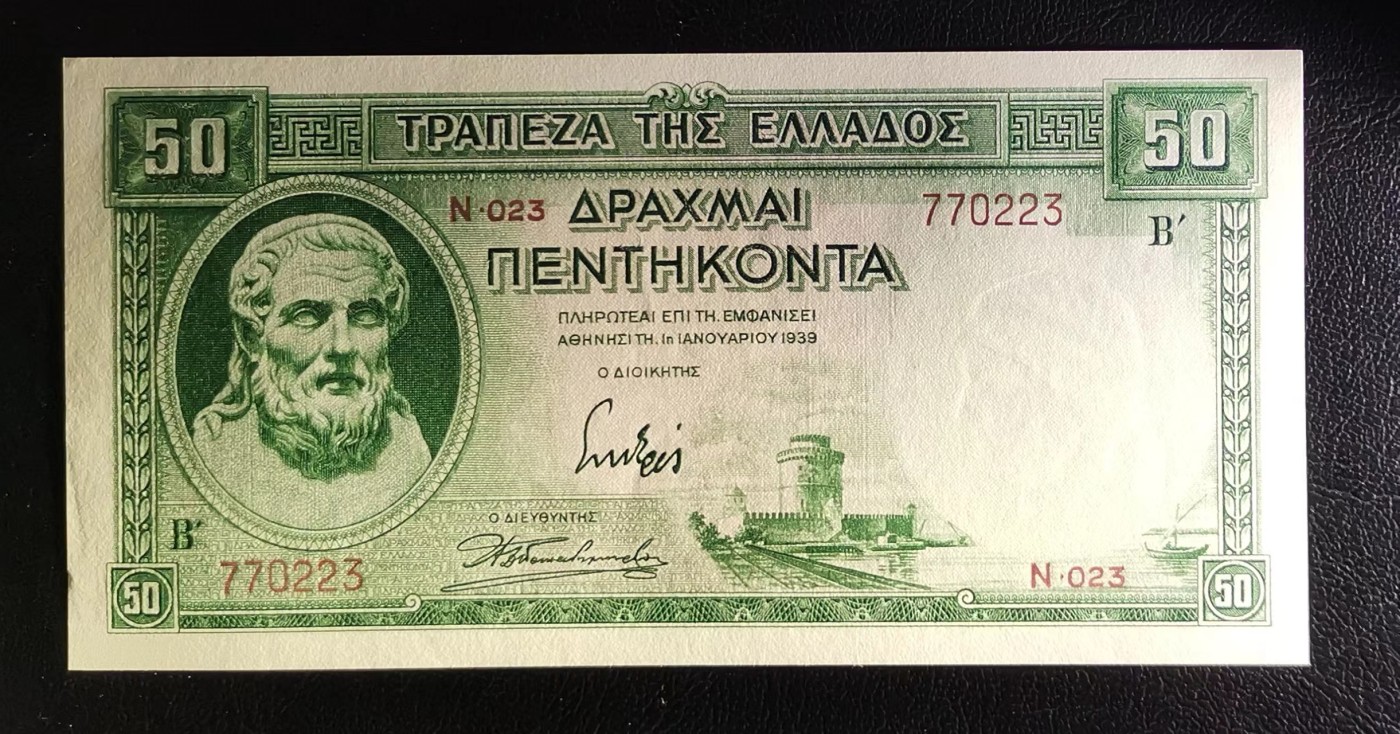 50 ΤΡΑΠΕΖΑ ΤΗΣ ΕΛΛΑΔΟΣ 50
N·023 ΔΡΑΧΜΑΙ 770223
Β′
ΠΕΝΤΗΚΟΝΤΑ
ΠΛΗΡΩΤΕΑΙ ΕΠΙ ΤΗ. ΕΜΦΑΝΙΣΕΙ
ΑΘΗΝΗΣΙ ΤΗ. 1η ΙΑΝΟΥΑΡΙΟΥ 1939
Ο ΔΙΟΙΚΗΤΗΣ
Ο ΔΙΕΥΘΥΝΤΗΣ
Β′
770223
N·023
50
50